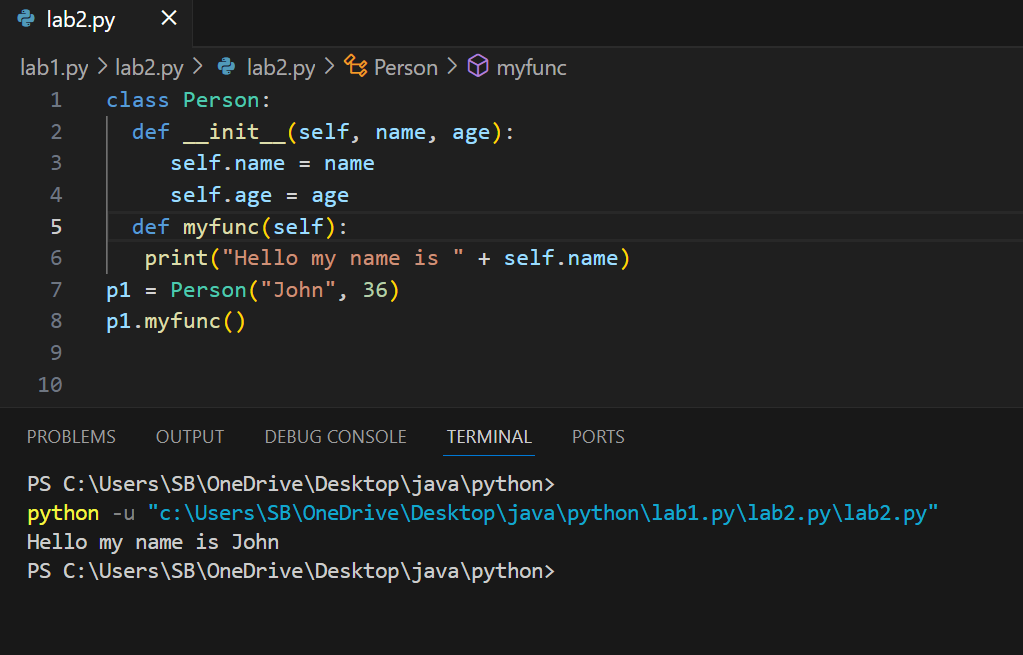 lab2.py
lab1.py > lab2.py > lab2.py > Person > myfunc
1 class Person:
2   def __init__(self, name, age):
3      self.name = name
4      self.age = age
5   def myfunc(self):
6    print("Hello my name is " + self.name)
7 p1 = Person("John", 36)
8 p1.myfunc()
9
10
PROBLEMS OUTPUT DEBUG CONSOLE TERMINAL PORTS
PS C:\Users\SB\OneDrive\Desktop\java\python>
python -u "c:\Users\SB\OneDrive\Desktop\java\python\lab1.py\lab2.py\lab2.py"
Hello my name is John
PS C:\Users\SB\OneDrive\Desktop\java\python>